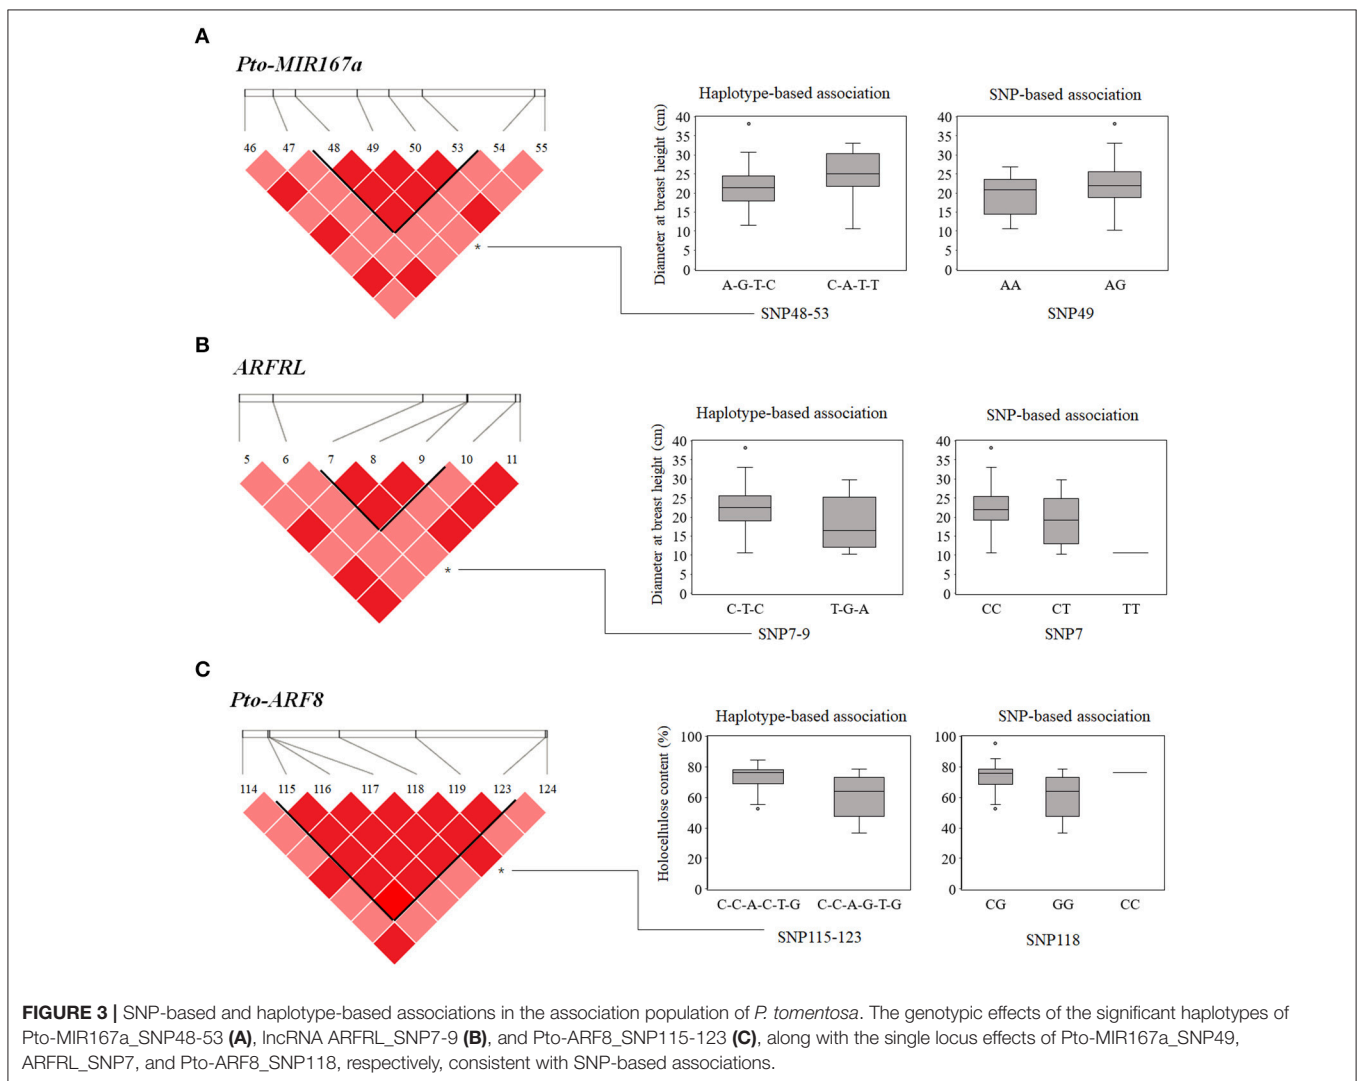 A
Pto-MIR167a
46 47 48 49 50 53 54 55
*
Haplotype-based association
Diameter at breast height (cm)
40
35
30
25
20
15
10
5
0
A-G-T-C C-A-T-T
SNP48-53
SNP-based association
40
35
30
25
20
15
10
5
0
AA AG
SNP49
B
ARFRL
5 6 7 8 9 10 11
*
Haplotype-based association
Diameter at breast height (cm)
40
35
30
25
20
15
10
5
0
C-T-C T-G-A
SNP7-9
SNP-based association
40
35
30
25
20
15
10
5
0
CC CT TT
SNP7
C
Pto-ARF8
114 115 116 117 118 119 123 124
*
Haplotype-based association
Holocellulose content (%)
100
80
60
40
20
0
C-C-A-C-T-G C-C-A-G-T-G
SNP115-123
SNP-based association
100
80
60
40
20
0
CG GG CC
SNP118
FIGURE 3 | SNP-based and haplotype-based associations in the association population of P. tomentosa. The genotypic effects of the significant haplotypes of
Pto-MIR167a_SNP48-53 (A), lncRNA ARFRL_SNP7-9 (B), and Pto-ARF8_SNP115-123 (C), along with the single locus effects of Pto-MIR167a_SNP49,
ARFRL_SNP7, and Pto-ARF8_SNP118, respectively, consistent with SNP-based associations.